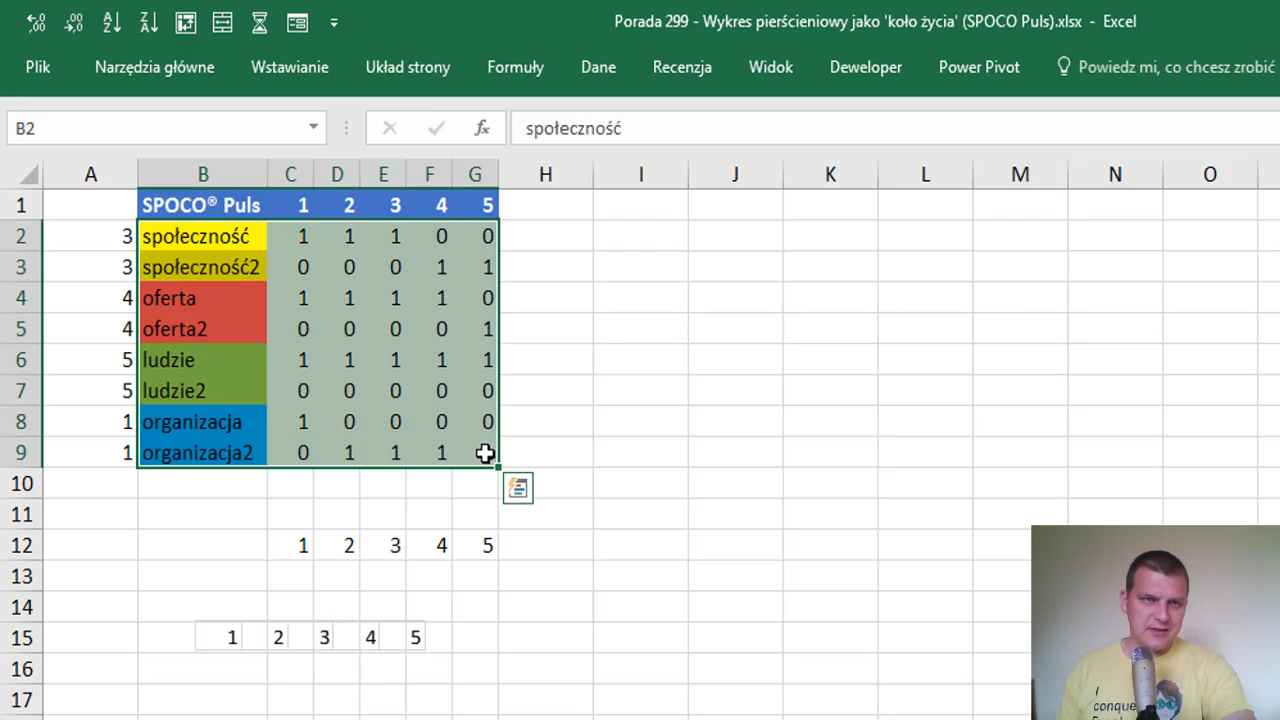 Porada 299 - Wykres pierścieniowy jako 'koło życia' (SPOCO Puls).xlsx - Excel
Plik Narzędzia główne Wstawianie Układ strony Formuły Dane Recenzja Widok Deweloper Power Pivot Powiedz mi, co chcesz zrobić
B2 fx społeczność
A B C D E F G H I J K L M N O
1 SPOCO® Puls 1 2 3 4 5
2 3 społeczność 1 1 1 0 0
3 3 społeczność2 0 0 0 1 1
4 4 oferta 1 1 1 1 0
5 4 oferta2 0 0 0 0 1
6 5 ludzie 1 1 1 1 1
7 5 ludzie2 0 0 0 0 0
8 1 organizacja 1 0 0 0 0
9 1 organizacja2 0 1 1 1
10
11
12 1 2 3 4 5
13
14
15 1 2 3 4 5
16
17
I
conque